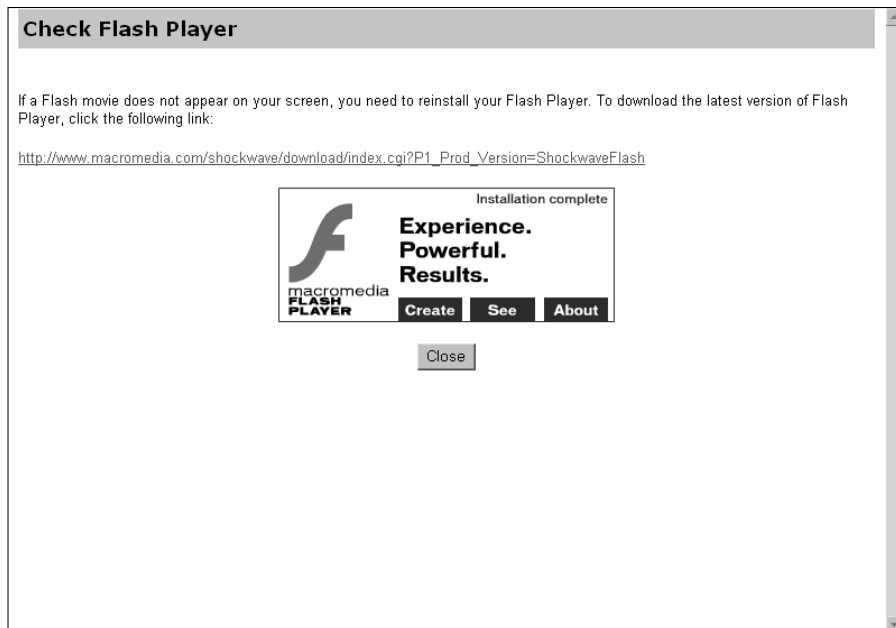 Check Flash Player
If a Flash movie does not appear on your screen, you need to reinstall your Flash Player. To download the latest version of Flash
Player, click the following link:
http://www.macromedia.com/shockwave/download/index.cgi?P1_Prod_Version=ShockwaveFlash
Installation complete
Experience.
Powerful.
Results.
macromedia
FLASH
PLAYER
Create See About
Close